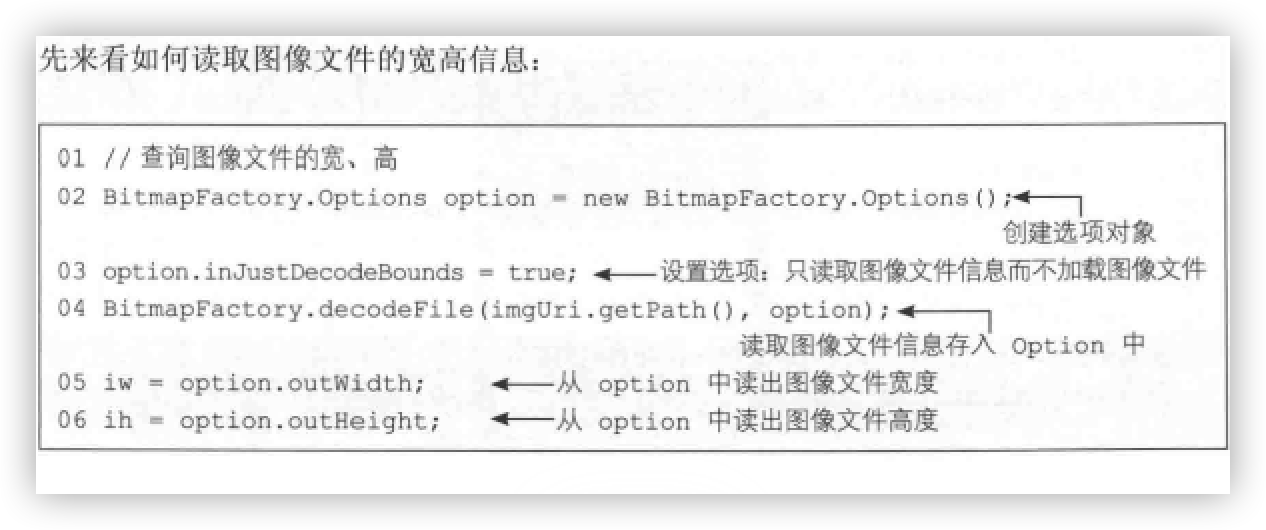 先来看如何读取图像文件的宽高信息：
01 // 查询图像文件的宽、高
02 BitmapFactory.Options option = new BitmapFactory.Options();
创建选项对象
03 option.inJustDecodeBounds = true; 设置选项：只读取图像文件信息而不加载图像文件
04 BitmapFactory.decodeFile(imgUri.getPath(), option);
读取图像文件信息存入 Option 中
05 iw = option.outWidth; 从 option 中读出图像文件宽度
06 ih = option.outHeight; 从 option 中读出图像文件高度